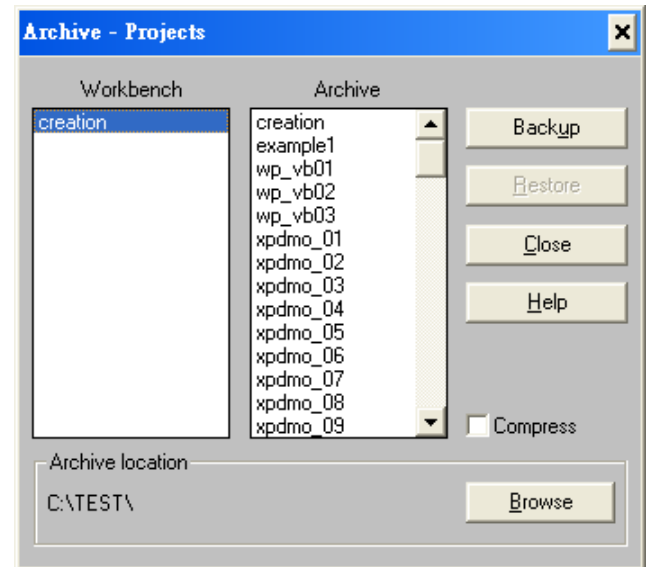 Archive - Projects
Workbench
Archive
creation
creation
example1
wp_vb01
wp_vb02
wp_vb03
xpdmo_01
xpdmo_02
xpdmo_03
xpdmo_04
xpdmo_05
xpdmo_06
xpdmo_07
xpdmo_08
xpdmo_09
Backup
Restore
Close
Help
Compress
Archive location
C:\TEST\
Browse